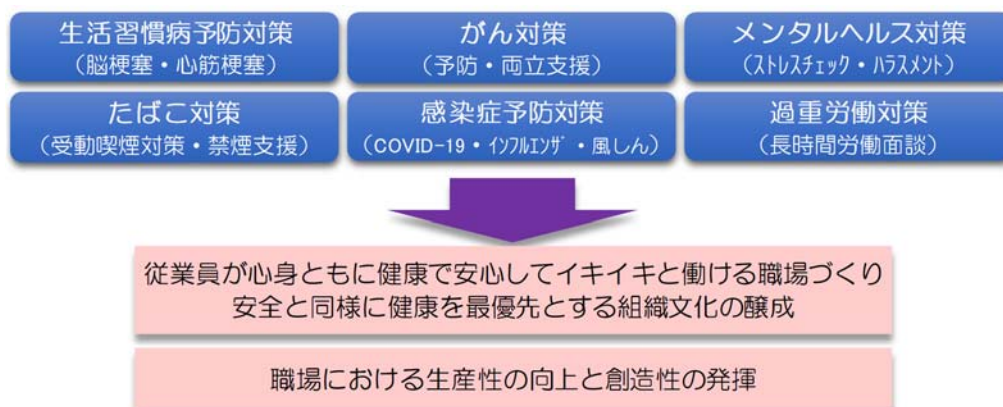 生活習慣病予防対策
（脳梗塞・心筋梗塞）
がん対策
（予防・両立支援）
メンタルヘルス対策
（ｽﾄﾚｽﾁｪｯｸ・ﾊﾗｽﾒﾝﾄ）
たばこ対策
（受動喫煙対策・禁煙支援）
感染症予防対策
（COVID-19・ｲﾝﾌﾙｴﾝｻﾞ・風しん）
過重労働対策
（長時間労働面談）
従業員が心身ともに健康で安心してイキイキと働ける職場づくり
安全と同様に健康を最優先とする組織文化の醸成
職場における生産性の向上と創造性の発揮